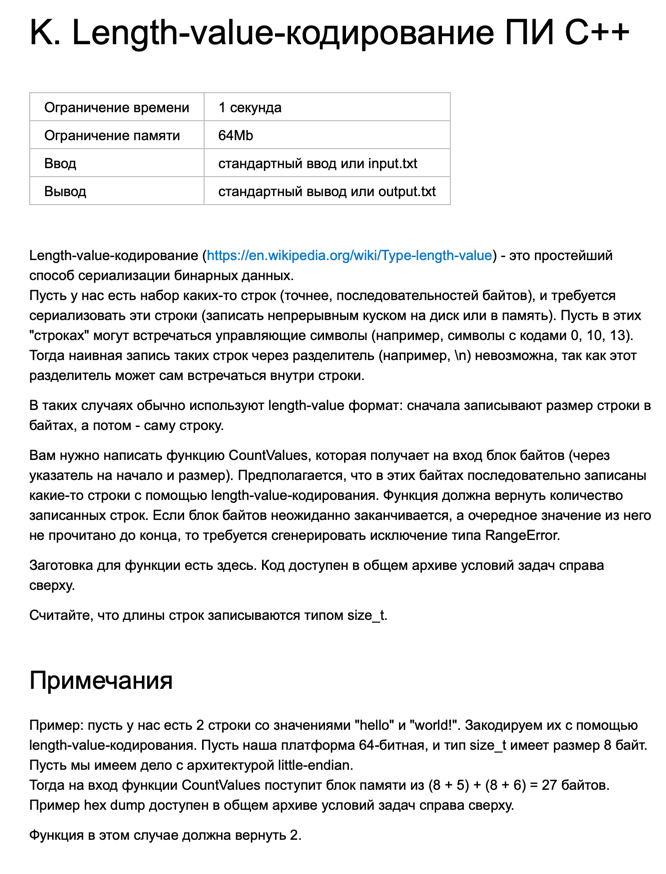 K. Length-value-кодирование ПИ C++
Ограничение времени 1 секунда
Ограничение памяти 64Mb
Ввод стандартный ввод или input.txt
Вывод стандартный вывод или output.txt
Length-value-кодирование (https://en.wikipedia.org/wiki/Type-length-value) - это простейший
способ сериализации бинарных данных.
Пусть у нас есть набор каких-то строк (точнее, последовательностей байтов), и требуется
сериализовать эти строки (записать непрерывным куском на диск или в память). Пусть в этих
"строках" могут встречаться управляющие символы (например, символы с кодами 0, 10, 13).
Тогда наивная запись таких строк через разделитель (например, \n) невозможна, так как этот
разделитель может сам встречаться внутри строки.
В таких случаях обычно используют length-value формат: сначала записывают размер строки в
байтах, а потом - саму строку.
Вам нужно написать функцию CountValues, которая получает на вход блок байтов (через
указатель на начало и размер). Предполагается, что в этих байтах последовательно записаны
какие-то строки с помощью length-value-кодирования. Функция должна вернуть количество
записанных строк. Если блок байтов неожиданно заканчивается, а очередное значение из него
не прочитано до конца, то требуется сгенерировать исключение типа RangeError.
Заготовка для функции есть здесь. Код доступен в общем архиве условий задач справа
сверху.
Считайте, что длины строк записываются типом size_t.
Примечания
Пример: пусть у нас есть 2 строки со значениями "hello" и "world!". Закодируем их с помощью
length-value-кодирования. Пусть наша платформа 64-битная, и тип size_t имеет размер 8 байт.
Пусть мы имеем дело с архитектурой little-endian.
Тогда на вход функции CountValues поступит блок памяти из (8 + 5) + (8 + 6) = 27 байтов.
Пример hex dump доступен в общем архиве условий задач справа сверху.
Функция в этом случае должна вернуть 2.